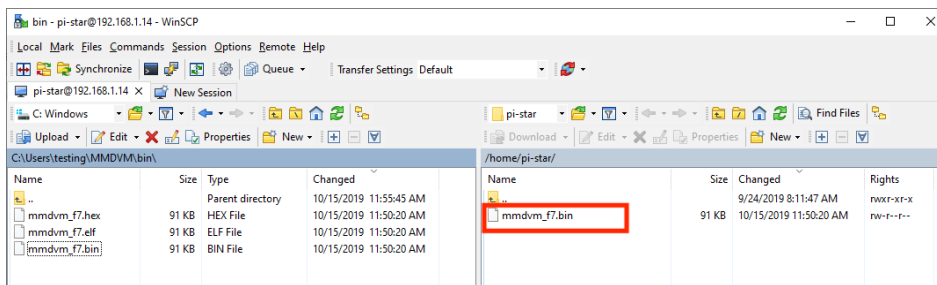 bin - pi-star@192.168.1.14 - WinSCP
Local Mark Files Commands Session Options Remote Help
Synchronize Queue Transfer Settings Default
pi-star@192.168.1.14 × New Session
C: Windows pi-star Find Files
Upload Edit Properties New Download Edit Properties New
C:\Users\testing\MMDVM\bin\ /home/pi-star/
Name Size Type Changed Name Size Changed Rights
.. Parent directory 10/15/2019 11:55:45 AM .. 9/24/2019 8:11:47 AM rwxr-xr-x
mmdvm_f7.hex 91 KB HEX File 10/15/2019 11:50:20 AM mmdvm_f7.bin 91 KB 10/15/2019 11:50:20 AM rw-r--r--
mmdvm_f7.elf 91 KB ELF File 10/15/2019 11:50:20 AM
mmdvm_f7.bin 91 KB BIN File 10/15/2019 11:50:20 AM